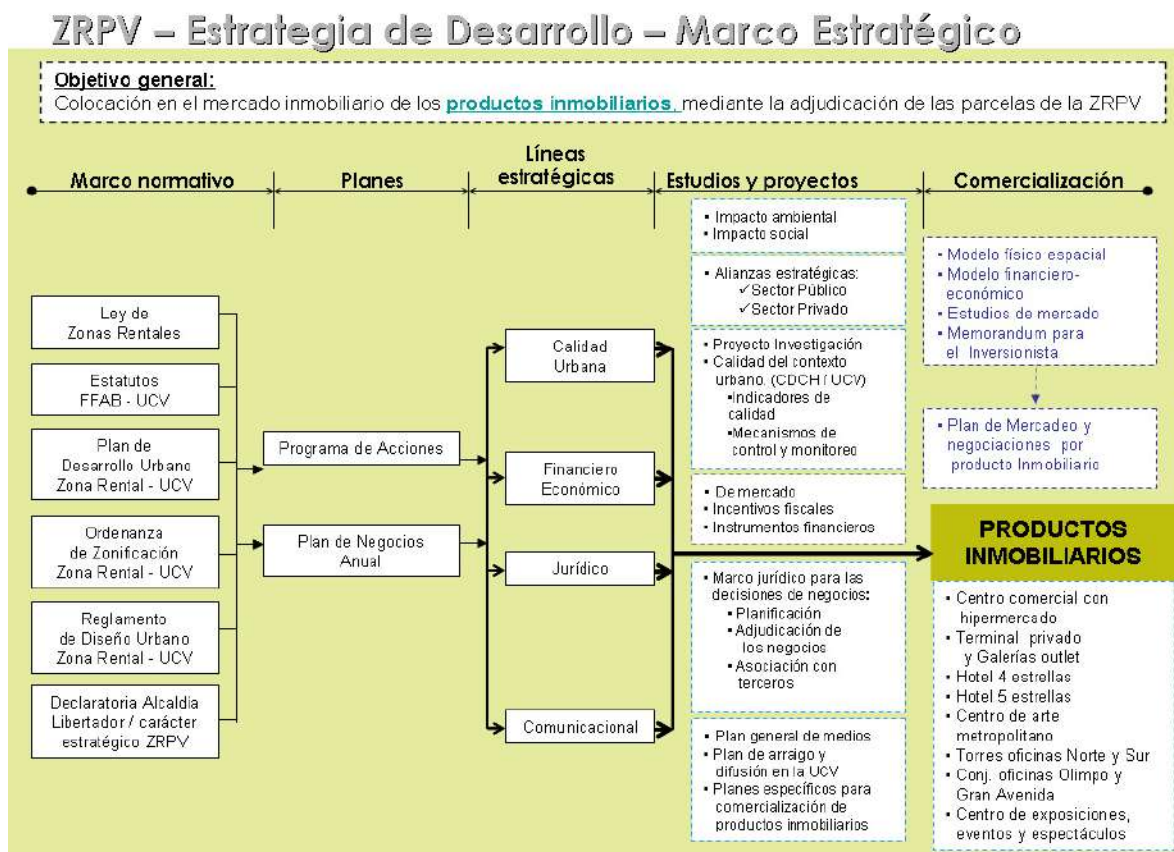 ZRPV – Estrategia de Desarrollo – Marco Estratégico
Objetivo general:
Colocación en el mercado inmobiliario de los productos inmobiliarios, mediante la adjudicación de las parcelas de la ZRPV
Marco normativo
Planes
Líneas
estratégicas
Estudios y proyectos
Comercialización
Ley de
Zonas Rentales
Estatutos
FFAB - UCV
Plan de
Desarrollo Urbano
Zona Rental - UCV
Ordenanza
de Zonificación
Zona Rental - UCV
Reglamento
de Diseño Urbano
Zona Rental - UCV
Declaratoria Alcaldía
Libertador / carácter
estratégico ZRPV
Programa de Acciones
Plan de Negocios
Anual
Calidad
Urbana
Financiero
Económico
Jurídico
Comunicacional
▪ Impacto ambiental
▪ Impacto social
▪ Alianzas estratégicas:
✓Sector Público
✓Sector Privado
▪ Proyecto Investigación
▪ Calidad del contexto
urbano. (CDCH / UCV)
▪Indicadores de
calidad
▪Mecanismos de
control y monitoreo
▪ De mercado
▪ Incentivos fiscales
▪ Instrumentos financieros
▪ Marco jurídico para las
decisiones de negocios:
▪ Planificación
▪ Adjudicación de
los negocios
▪ Asociación con
terceros
▪ Plan general de medios
▪ Plan de arraigo y
difusión en la UCV
▪ Planes específicos para
comercialización de
productos inmobiliarios
▪ Modelo físico espacial
▪ Modelo financiero-
económico
▪ Estudios de mercado
▪ Memorandum para
el Inversionista
▪ Plan de Mercadeo y
negociaciones por
producto Inmobiliario
PRODUCTOS
INMOBILIARIOS
▪ Centro comercial con
hipermercado
▪ Terminal privado
y Galerías outlet
▪ Hotel 4 estrellas
▪ Hotel 5 estrellas
▪ Centro de arte
metropolitano
▪ Torres oficinas Norte y Sur
▪ Conj. oficinas Olimpo y
Gran Avenida
▪ Centro de exposiciones,
eventos y espectáculos